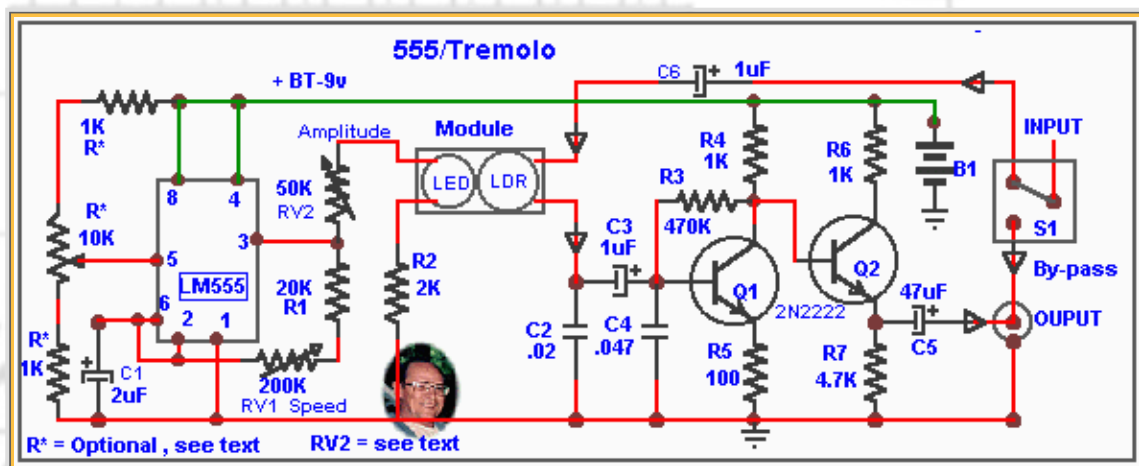 555/Tremolo
+ BT-9v
C6
+
1uF
1K
R*
Amplitude
Module
INPUT
R4
1K
R6
1K
B1
8
4
50K
RV2
LED
LDR
R3
470K
S1
R*
10K
3
5
LM555
C3
1uF
+
Q1
Q2
2N2222
By-pass
6
2
1
20K
R1
R2
2K
47uF
+
C5
OUPUT
R*
1K
+
C1
2uF
200K
RV1 Speed
C2
.02
C4
.047
R5
100
R7
4.7K
R* = Optional , see text
RV2 = see text